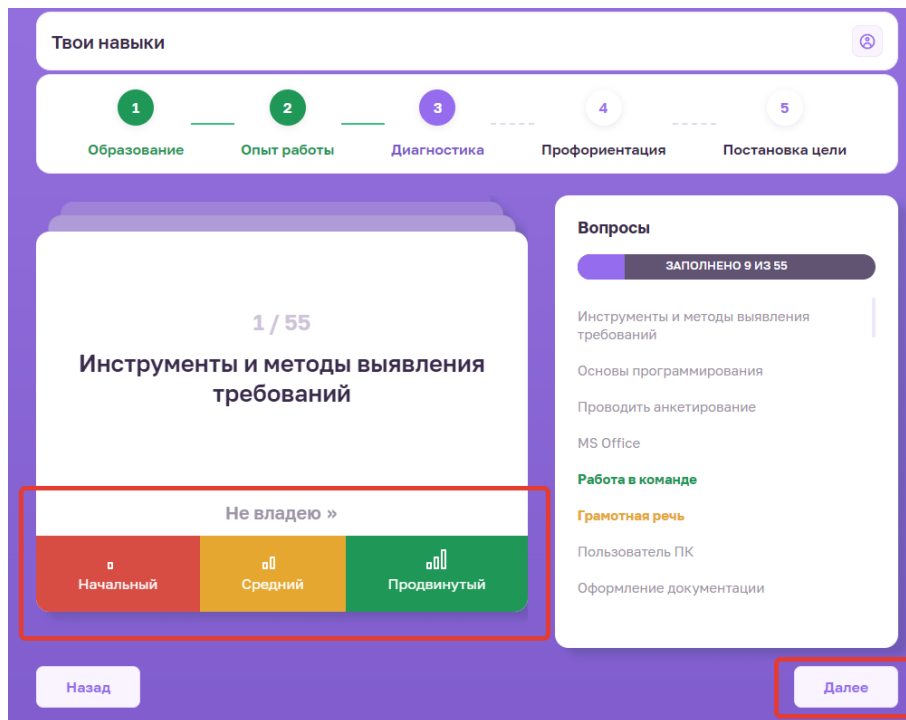 Твои навыки
1
2
3
4
5
Образование
Опыт работы
Диагностика
Профориентация
Постановка цели
1 / 55
Инструменты и методы выявления
требований
Не владею »
Начальный
Средний
Продвинутый
Вопросы
ЗАПОЛНЕНО 9 ИЗ 55
Инструменты и методы выявления
требований
Основы программирования
Проводить анкетирование
MS Office
Работа в команде
Грамотная речь
Пользователь ПК
Оформление документации
Назад
Далее